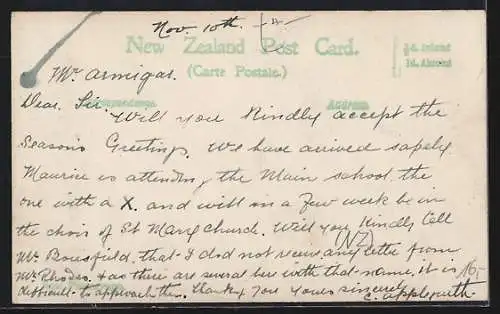 Nov. 10th.
New Zealand Post Card.
(Carte Postale.)
½d. Inland
1d. Abroad
Mr Armigar.
Correspondence.
Address
Dear Sir.
Will you kindly accept the
Seasons Greetings. We have arrived safely
Maurice is attending the Main school, the
one with a X. and will in a few week be in
the choir of St Marys church. Will you kindly tell
(NZ)
Mr. Bousfield, that I did not receive any letter from
Mr. Rhodes. & as there are several here with that name, it is
difficult to approach them. Thanking you yours sincerely
C. Appleyerth